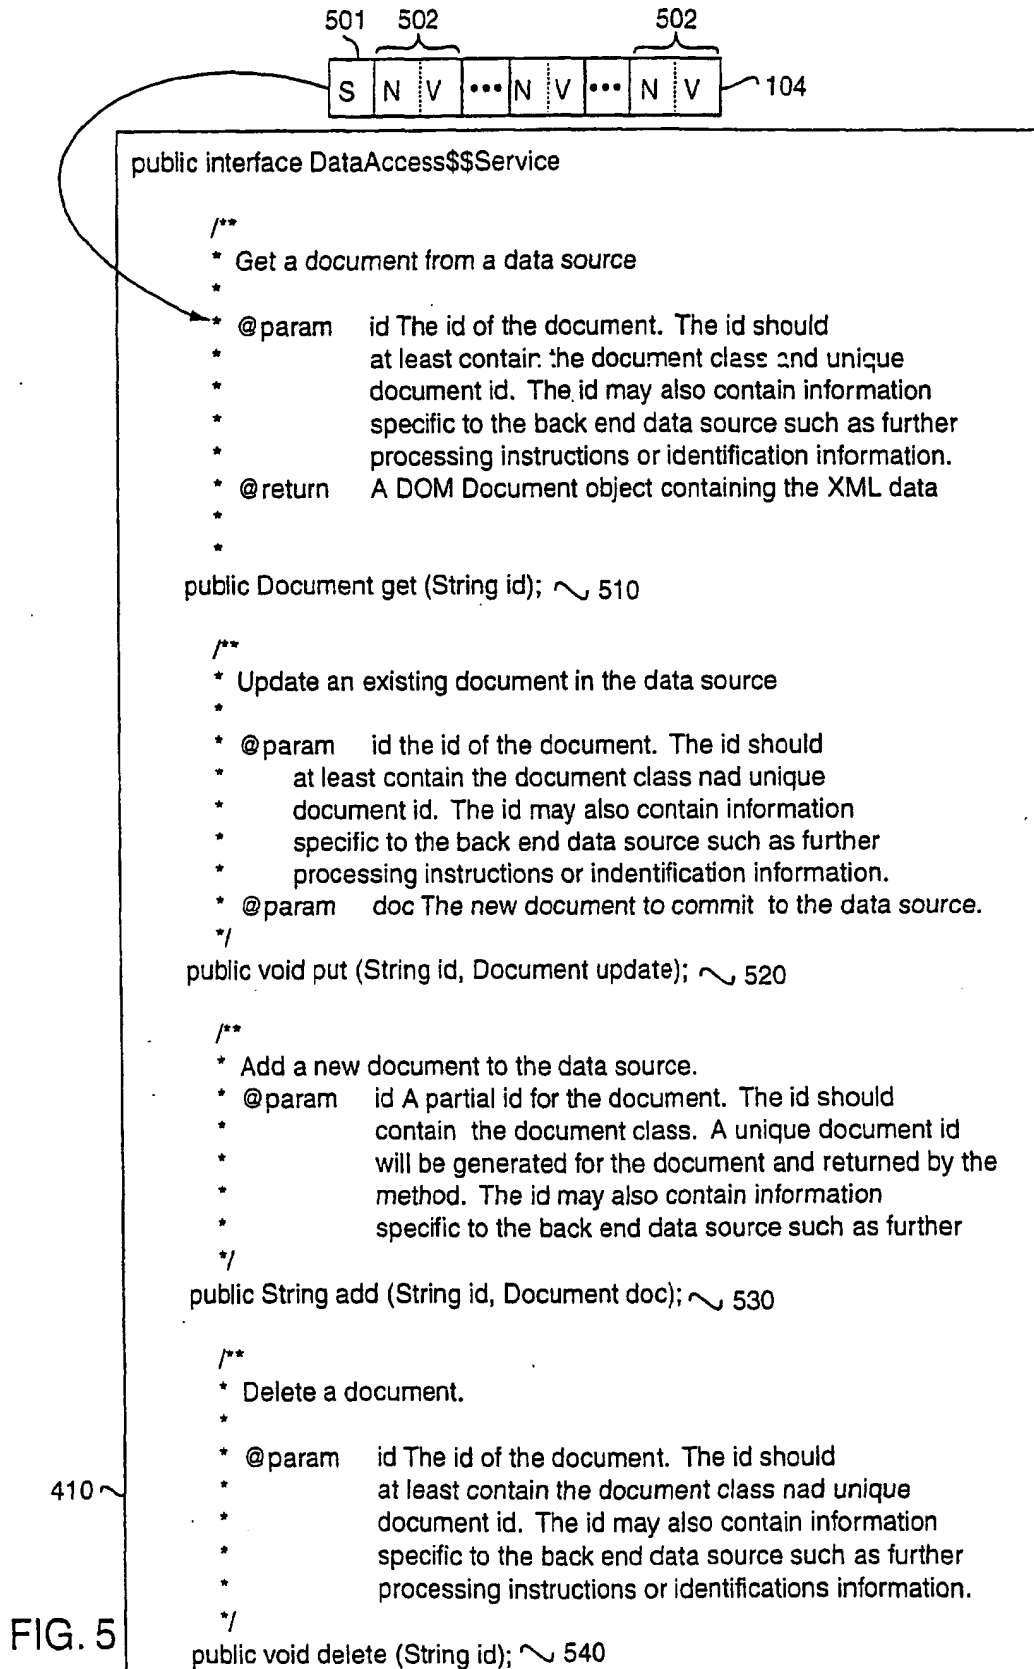 501 502 502
S N V ••• N V ••• N V 104
public interface DataAccess$$Service
/**
* Get a document from a data source
*
* @param id The id of the document. The id should
* at least contain the document class and unique
* document id. The id may also contain information
* specific to the back end data source such as further
* processing instructions or identification information.
* @return A DOM Document object containing the XML data
*
*
public Document get (String id); 510
/**
* Update an existing document in the data source
*
* @param id the id of the document. The id should
* at least contain the document class nad unique
* document id. The id may also contain information
* specific to the back end data source such as further
* processing instructions or indentification information.
* @param doc The new document to commit to the data source.
*/
public void put (String id, Document update); 520
/**
* Add a new document to the data source.
* @param id A partial id for the document. The id should
* contain the document class. A unique document id
* will be generated for the document and returned by the
* method. The id may also contain information
* specific to the back end data source such as further
*/
public String add (String id, Document doc); 530
/**
* Delete a document.
*
* @param id The id of the document. The id should
410 * at least contain the document class nad unique
* document id. The id may also contain information
* specific to the back end data source such as further
* processing instructions or identifications information.
*/
FIG. 5
public void delete (String id); 540